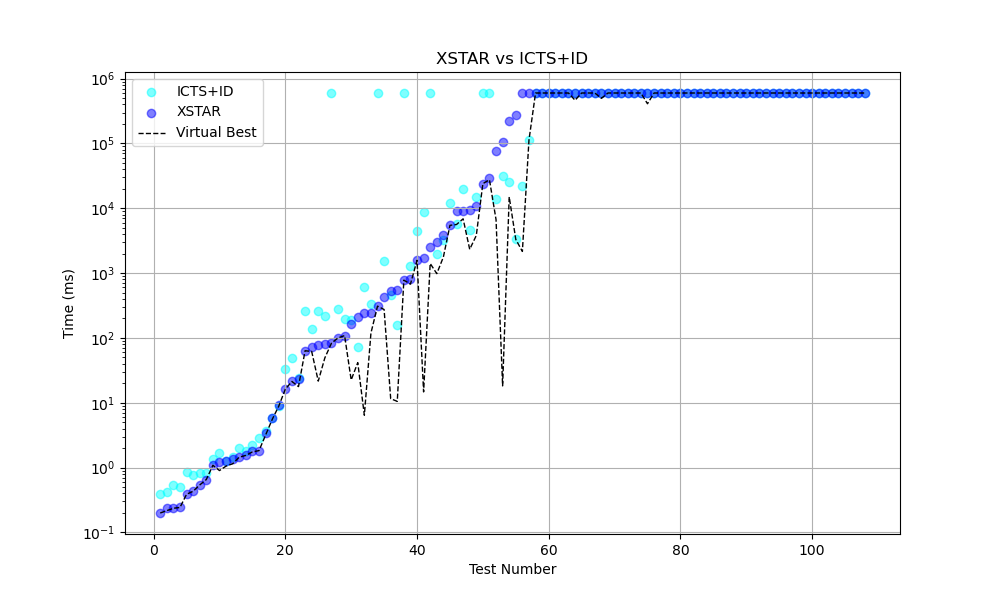 XSTAR vs ICTS+ID
ICTS+ID
XSTAR
Virtual Best
Time (ms)
10⁶
10⁵
10⁴
10³
10²
10¹
10⁰
10⁻¹
0 20 40 60 80 100
Test Number